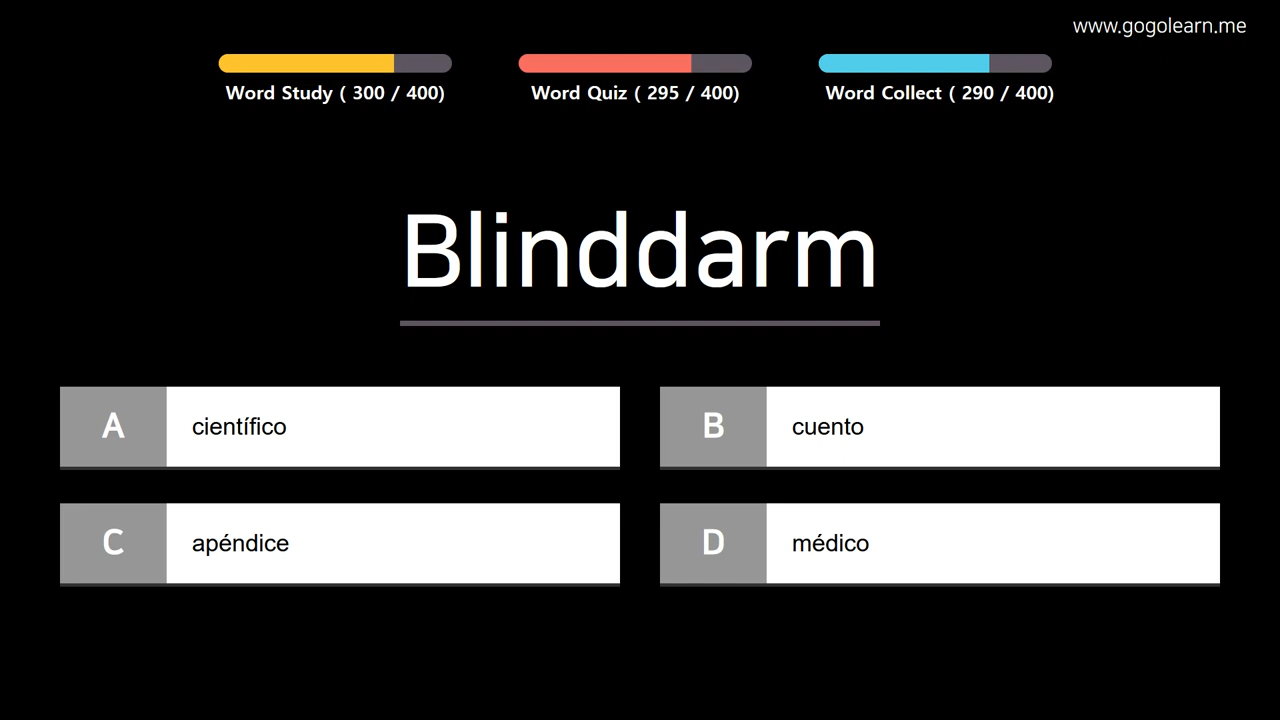 www.gogolearn.me
Word Study ( 300 / 400)
Word Quiz ( 295 / 400)
Word Collect ( 290 / 400)
Blinddarm
A científico
B cuento
C apéndice
D médico